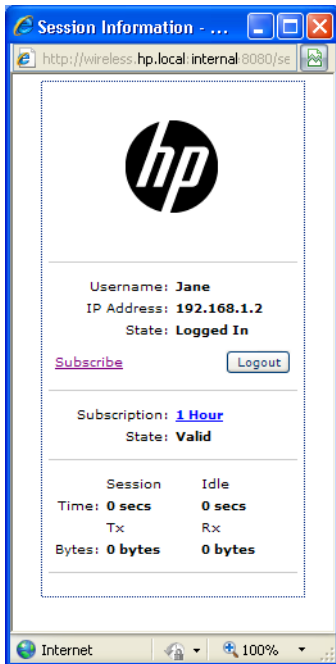 Session Information - ...
http://wireless.hp.local:internal:8080/se
hp
Username: Jane
IP Address: 192.168.1.2
State: Logged In
Subscribe Logout
Subscription: 1 Hour
State: Valid
Session Idle
Time: 0 secs 0 secs
Tx Rx
Bytes: 0 bytes 0 bytes
Internet 100%